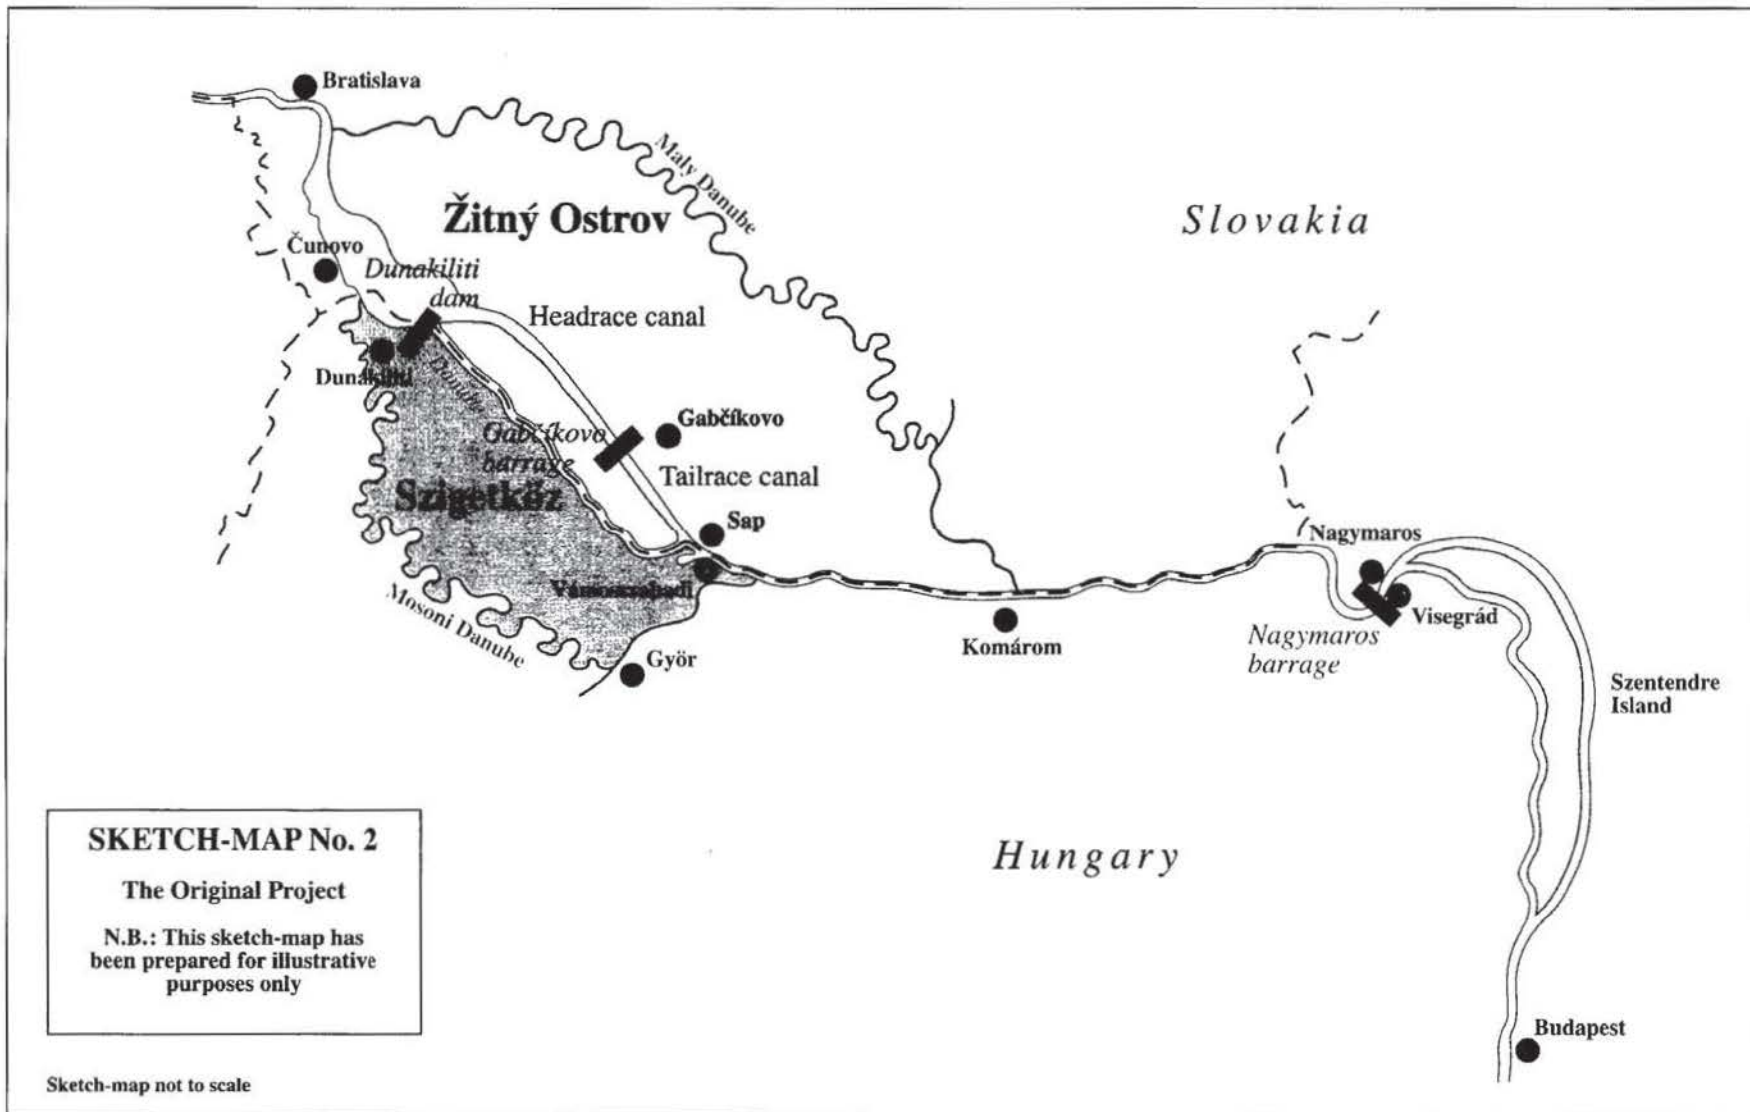 Bratislava
Maly Danube
Žitný Ostrov
Slovakia
Čunovo
Dunakiliti
dam
Headrace canal
Dunakiliti
Danube
Gabčíkovo
Gabčíkovo
barrage
Tailrace canal
Szigetköz
Sap
Nagymaros
Vámosszabadi
Mosoni Danube
Visegrád
Komárom
Nagymaros
barrage
Györ
Szentendre
Island
SKETCH-MAP No. 2
The Original Project
N.B.: This sketch-map has
been prepared for illustrative
purposes only
Hungary
Budapest
Sketch-map not to scale